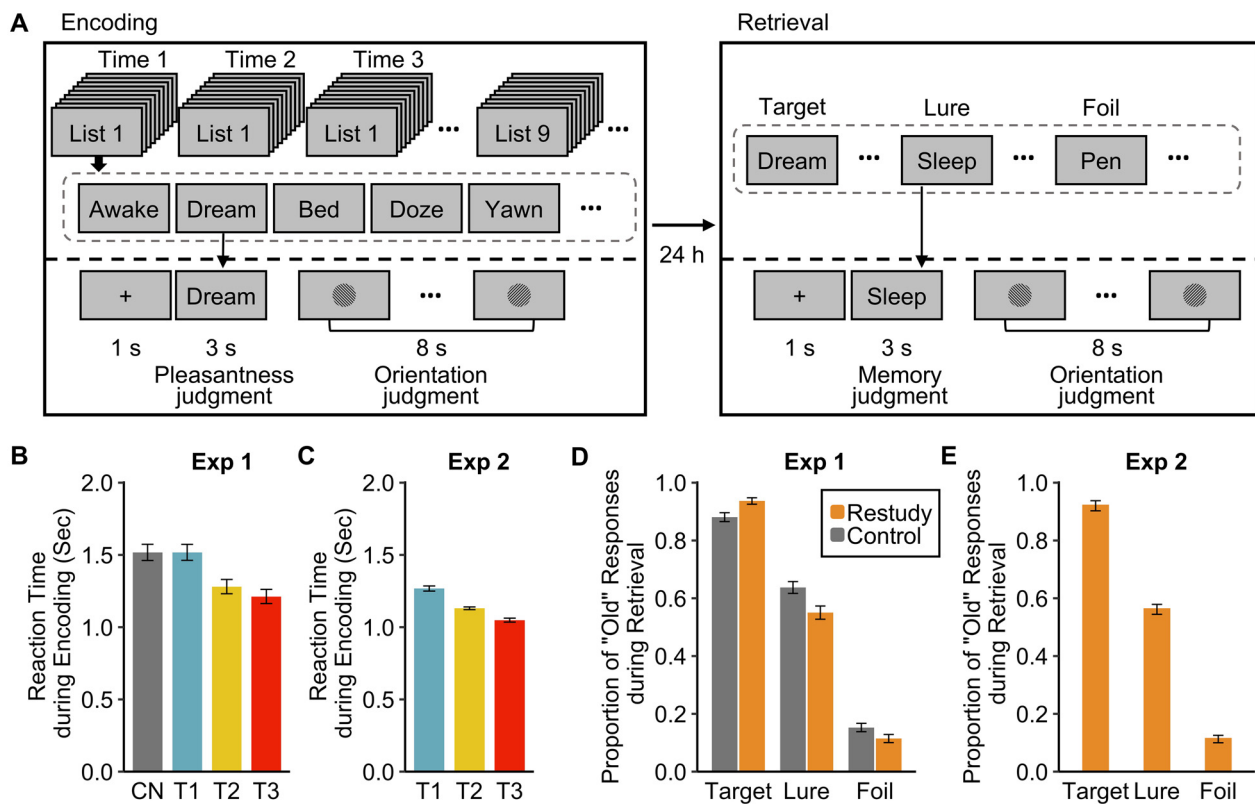 A
Encoding
Retrieval
Time 1
Time 2
Time 3
List 1
List 1
List 1
...
List 9
...
Awake
Dream
Bed
Doze
Yawn
...
+
Dream
...
1 s
3 s
8 s
Pleasantness
judgment
Orientation
judgment
24 h
Target
Lure
Foil
Dream
...
Sleep
...
Pen
...
+
Sleep
...
1 s
3 s
8 s
Memory
judgment
Orientation
judgment
B
Exp 1
Reaction Time
during Encoding (Sec)
2.0
1.5
1.0
0.5
0.0
CN
T1
T2
T3
C
Exp 2
Reaction Time
during Encoding (Sec)
2.0
1.5
1.0
0.5
0.0
T1
T2
T3
D
Exp 1
Proportion of "Old" Responses
during Retrieval
1.0
0.8
0.6
0.4
0.2
0.0
Restudy
Control
Target
Lure
Foil
E
Exp 2
Proportion of "Old" Responses
during Retrieval
1.0
0.8
0.6
0.4
0.2
0.0
Target
Lure
Foil